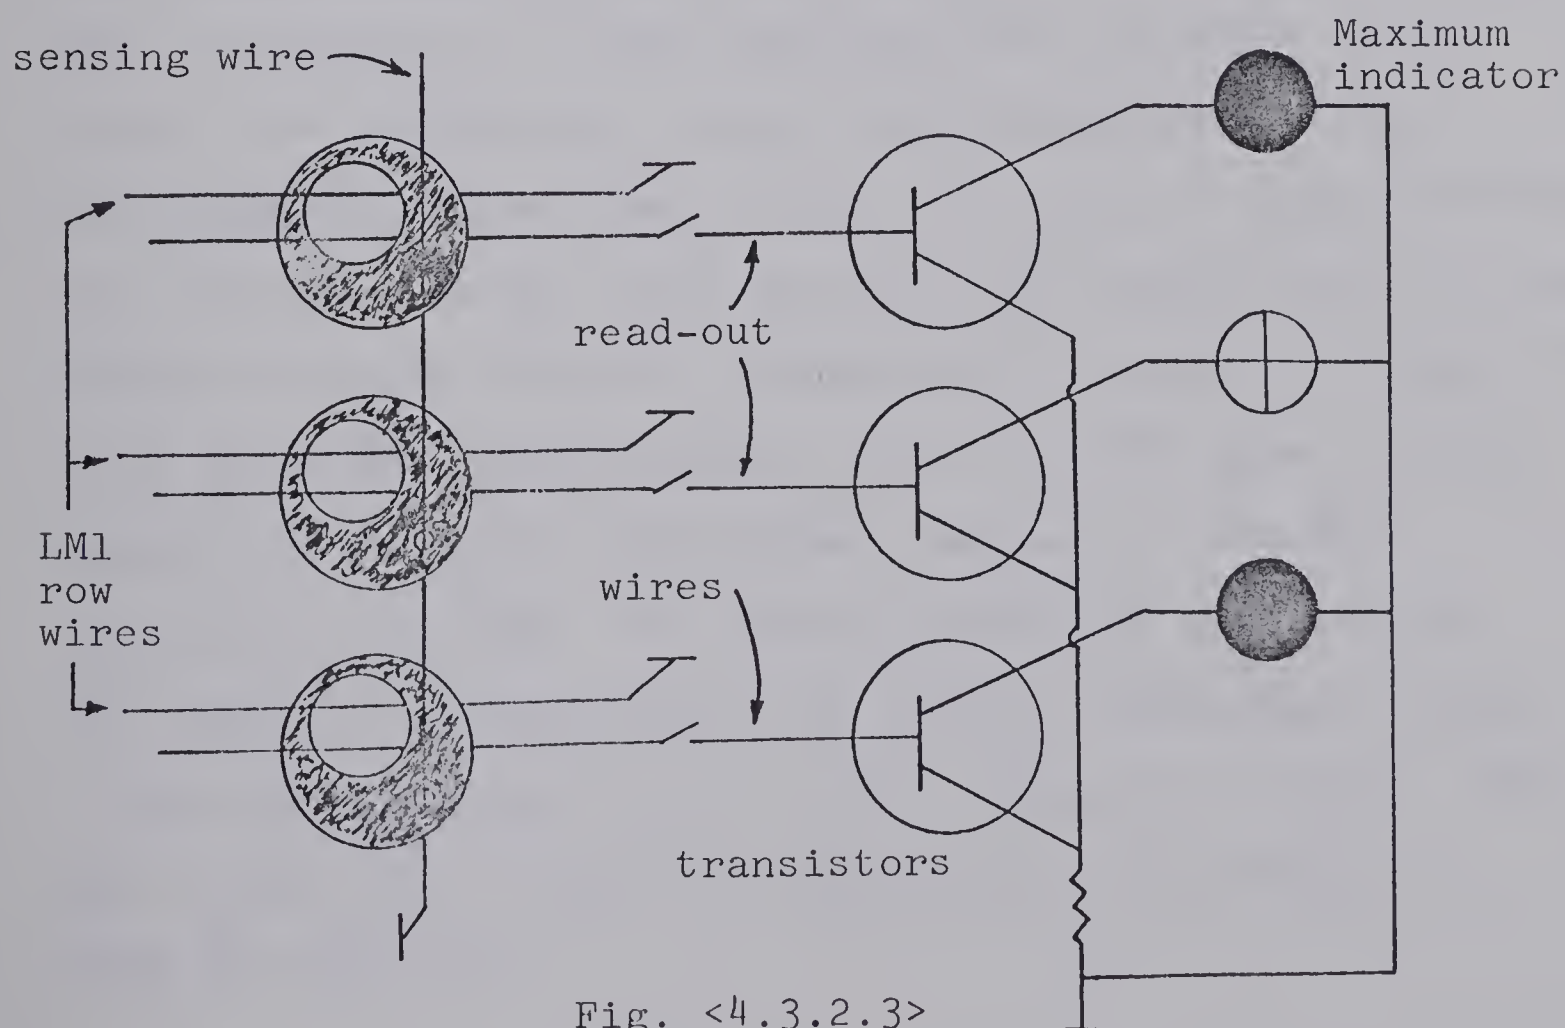 sensing wire
Maximum
indicator
read-out
LM1
row
wires
wires
transistors
Fig. <4.3.2.3>